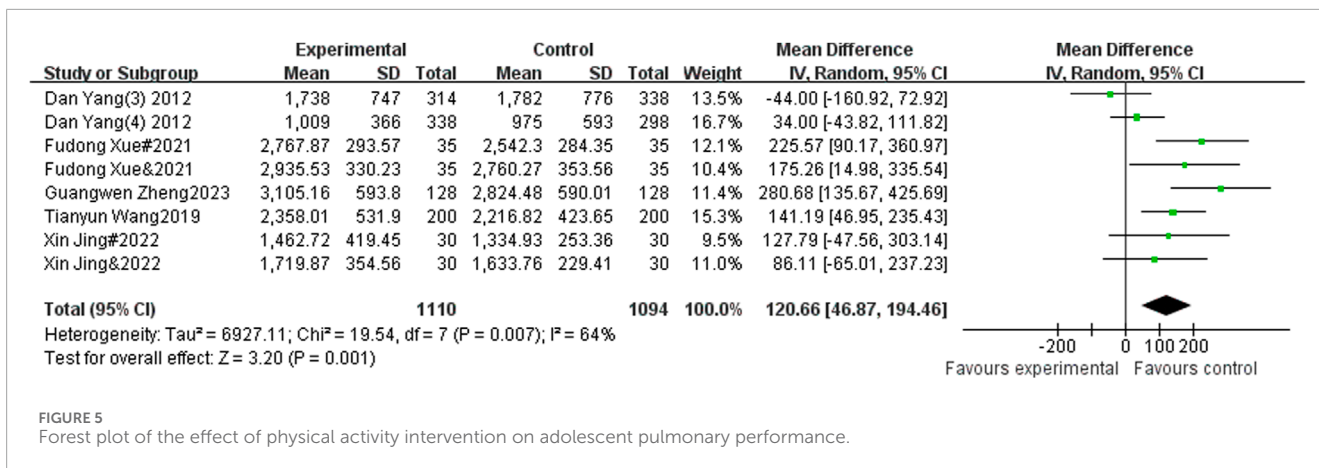 Experimental Control Mean Difference Mean Difference
Study or Subgroup Mean SD Total Mean SD Total Weight IV, Random, 95% CI IV, Random, 95% CI
Dan Yang(3) 2012 1,738 747 314 1,782 776 338 13.5% -44.00 [-160.92, 72.92]
Dan Yang(4) 2012 1,009 366 338 975 593 298 16.7% 34.00 [-43.82, 111.82]
Fudong Xue#2021 2,767.87 293.57 35 2,542.3 284.35 35 12.1% 225.57 [90.17, 360.97]
Fudong Xue&2021 2,935.53 330.23 35 2,760.27 353.56 35 10.4% 175.26 [14.98, 335.54]
Guangwen Zheng2023 3,105.16 593.8 128 2,824.48 590.01 128 11.4% 280.68 [135.67, 425.69]
Tianyun Wang2019 2,358.01 531.9 200 2,216.82 423.65 200 15.3% 141.19 [46.95, 235.43]
Xin Jing#2022 1,462.72 419.45 30 1,334.93 253.36 30 9.5% 127.79 [-47.56, 303.14]
Xin Jing&2022 1,719.87 354.56 30 1,633.76 229.41 30 11.0% 86.11 [-65.01, 237.23]
Total (95% CI) 1110 1094 100.0% 120.66 [46.87, 194.46]
Heterogeneity: Tau² = 6927.11; Chi² = 19.54, df = 7 (P = 0.007); I² = 64%
Test for overall effect: Z = 3.20 (P = 0.001)
-200 0 100 200
Favours experimental Favours control
FIGURE 5
Forest plot of the effect of physical activity intervention on adolescent pulmonary performance.